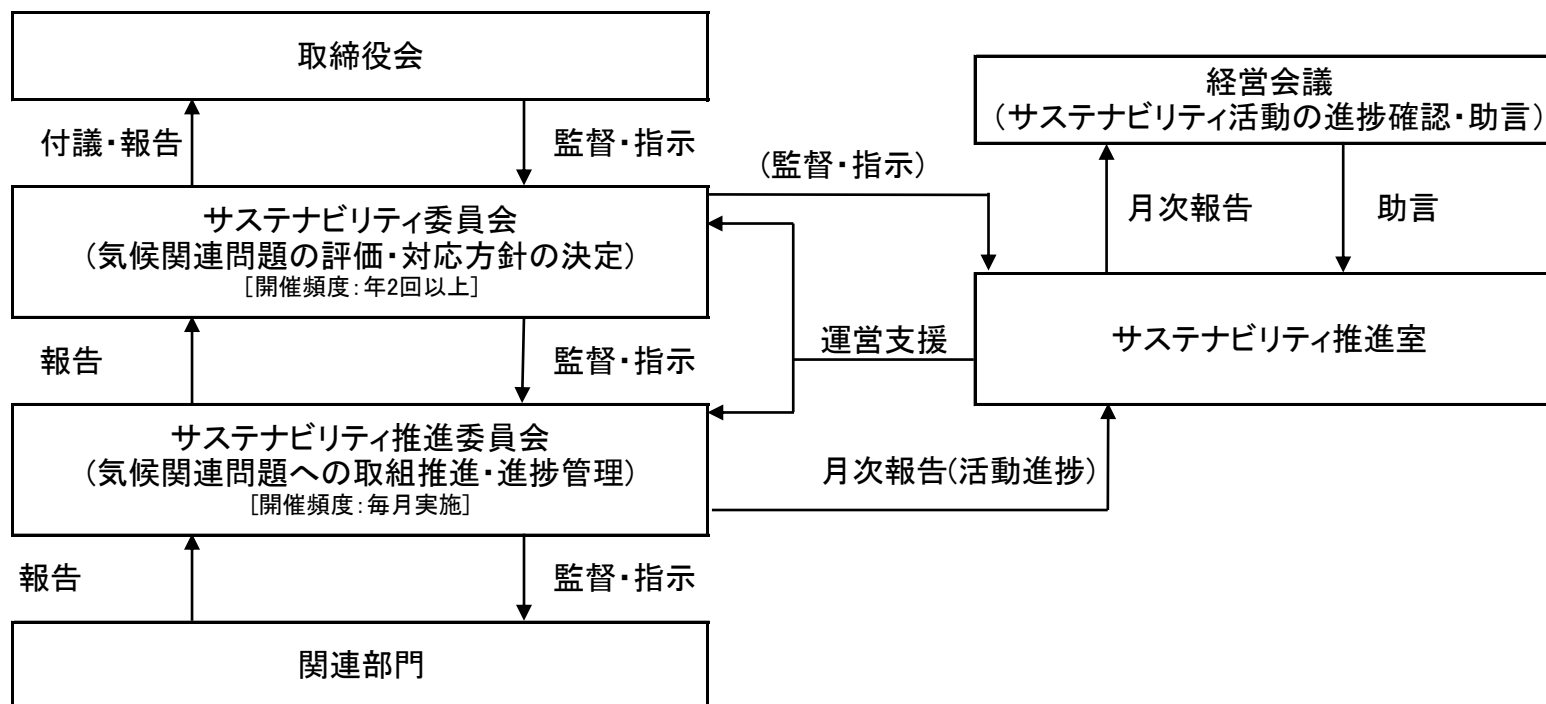 取締役会
経営会議
（サステナビリティ活動の進捗確認・助言）
付議・報告
監督・指示
（監督・指示）
月次報告
助言
サステナビリティ委員会
（気候関連問題の評価・対応方針の決定）
［開催頻度：年2回以上］
報告
監督・指示
運営支援
サステナビリティ推進室
サステナビリティ推進委員会
（気候関連問題への取組推進・進捗管理）
［開催頻度：毎月実施］
月次報告(活動進捗)
報告
監督・指示
関連部門